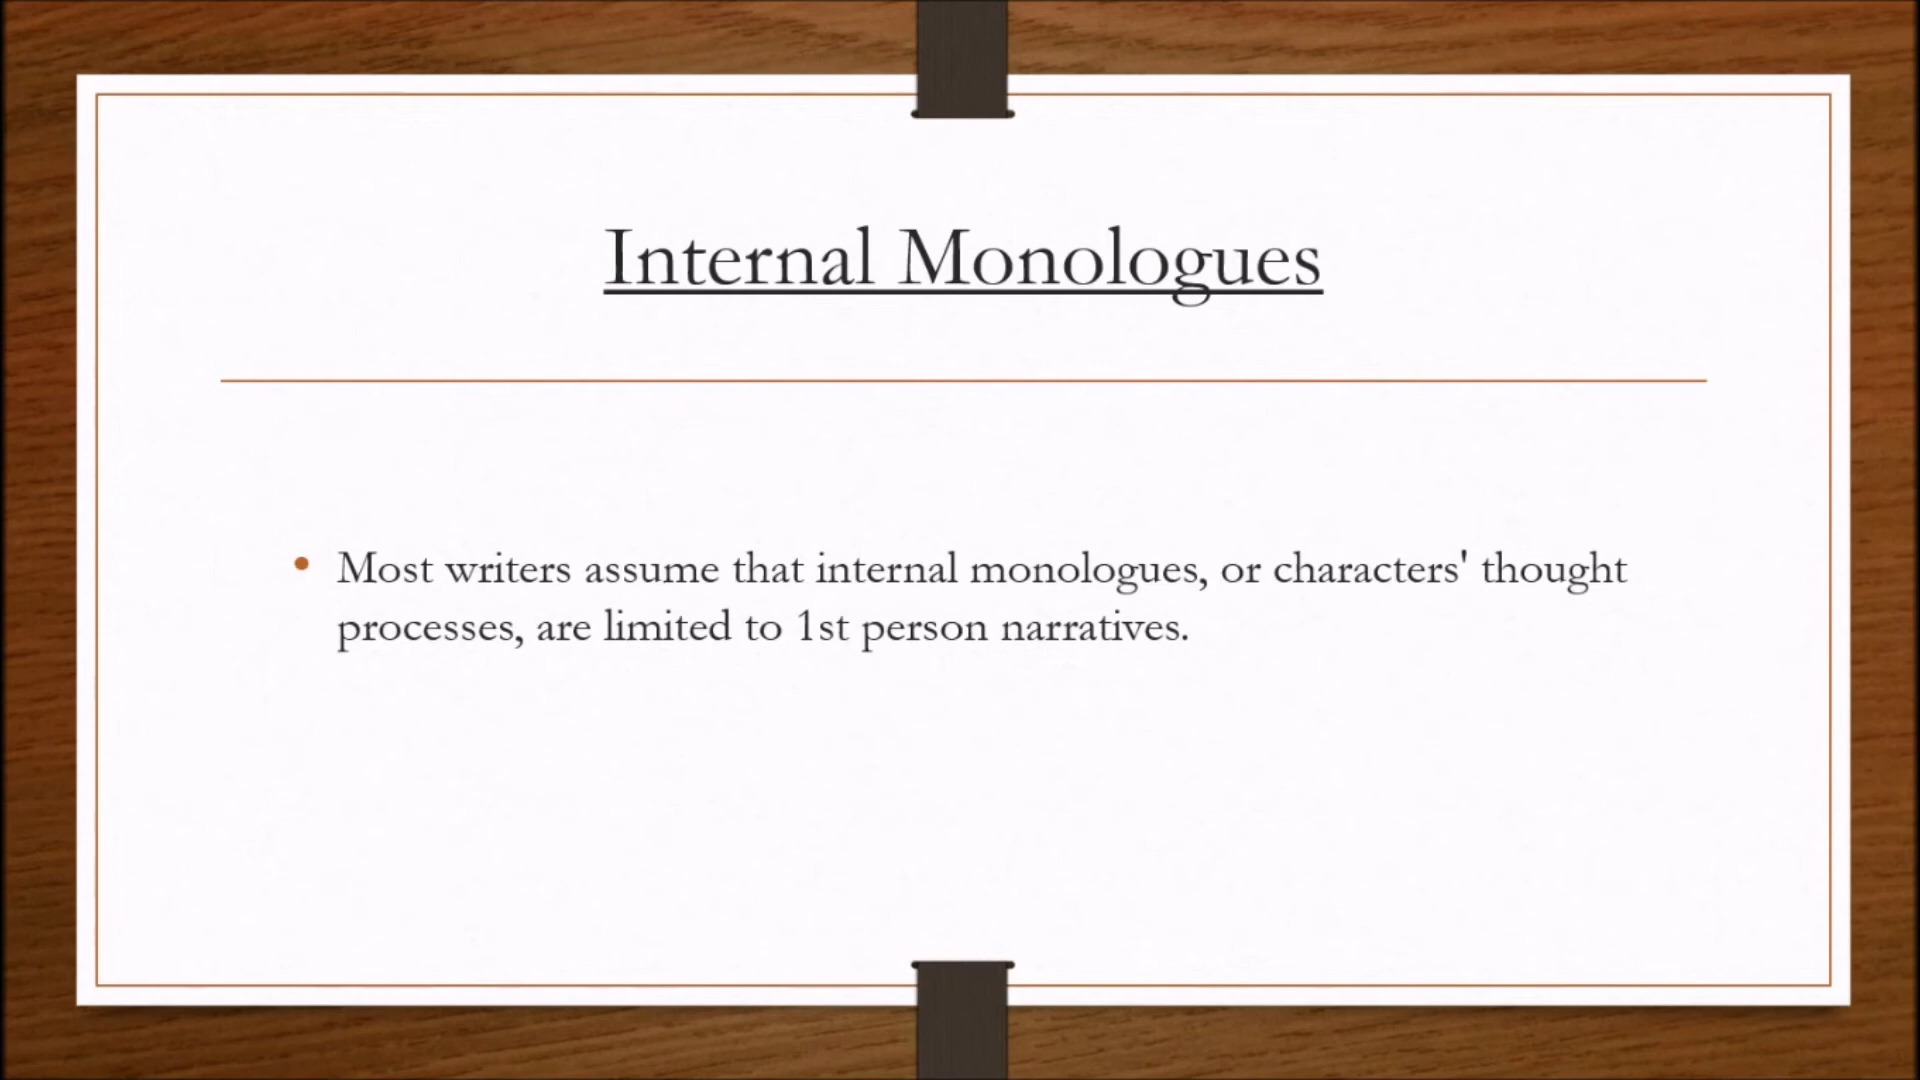 Internal Monologues
Most writers assume that internal monologues, or characters' thought
processes, are limited to 1st person narratives.